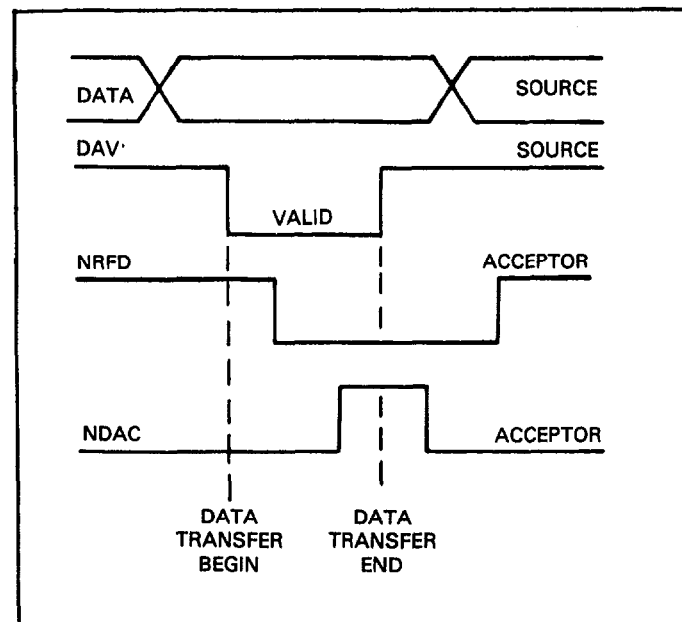 DATA SOURCE
DAV SOURCE
VALID
NRFD ACCEPTOR
NDAC ACCEPTOR
DATA TRANSFER BEGIN
DATA TRANSFER END